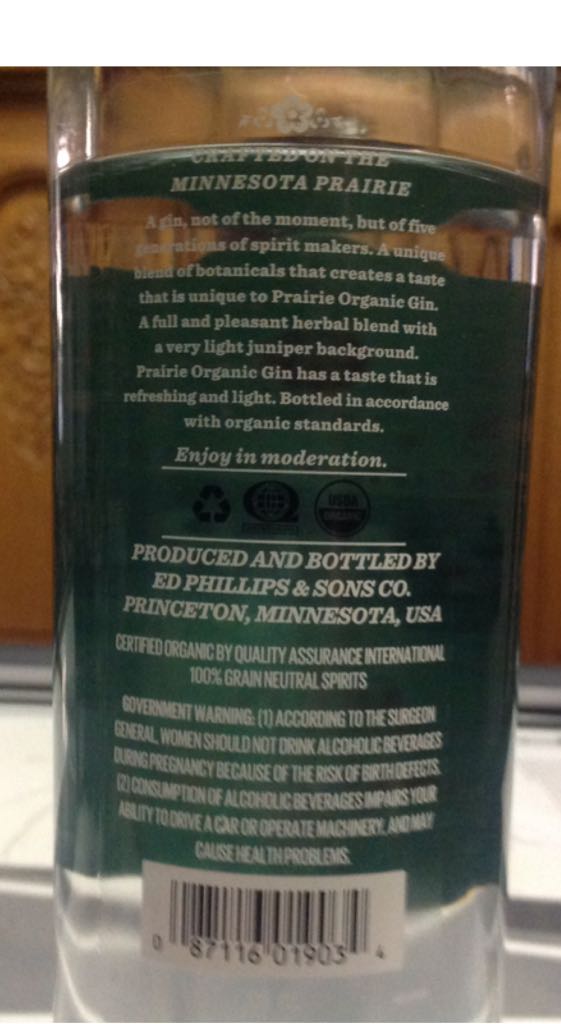 CRAFTED ON THE
MINNESOTA PRAIRIE
A gin, not of the moment, but of five
generations of spirit makers. A unique
blend of botanicals that creates a taste
that is unique to Prairie Organic Gin.
A full and pleasant herbal blend with
a very light juniper background.
Prairie Organic Gin has a taste that is
refreshing and light. Bottled in accordance
with organic standards.
Enjoy in moderation.
USDA
ORGANIC
PRODUCED AND BOTTLED BY
ED PHILLIPS & SONS CO.
PRINCETON, MINNESOTA, USA
CERTIFIED ORGANIC BY QUALITY ASSURANCE INTERNATIONAL
100% GRAIN NEUTRAL SPIRITS
GOVERNMENT WARNING: (1) ACCORDING TO THE SURGEON
GENERAL, WOMEN SHOULD NOT DRINK ALCOHOLIC BEVERAGES
DURING PREGNANCY BECAUSE OF THE RISK OF BIRTH DEFECTS.
(2) CONSUMPTION OF ALCOHOLIC BEVERAGES IMPAIRS YOUR
ABILITY TO DRIVE A CAR OR OPERATE MACHINERY, AND MAY
CAUSE HEALTH PROBLEMS.
0 87116 01903 4